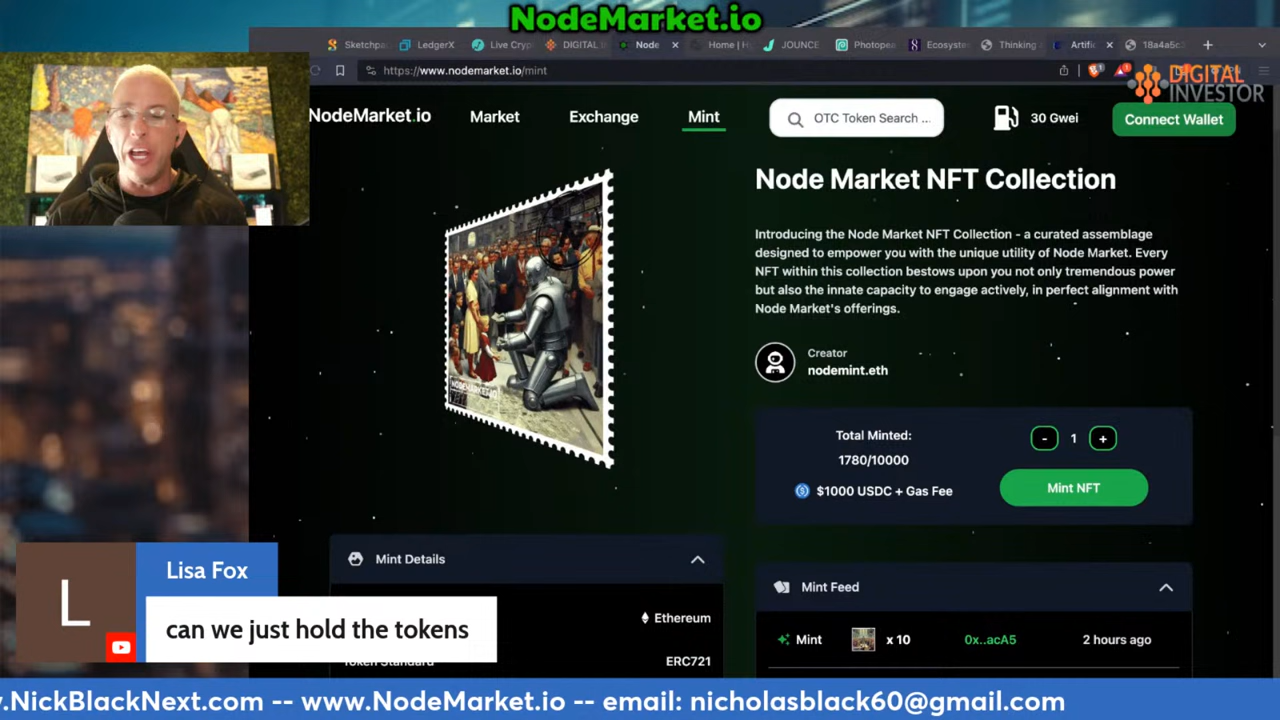 NodeMarket.io
Sketchpa
LedgerX
Live Cryp
DIGITAL
Node
Home | H
JOUNCE
Photopea
Ecosyste
Thinking
Artific
18a4a5c3
https://www.nodemarket.io/mint
DIGITAL
INVESTOR
NodeMarket.io
Market
Exchange
Mint
OTC Token Search ...
30 Gwei
Connect Wallet
Node Market NFT Collection
Introducing the Node Market NFT Collection - a curated assemblage
designed to empower you with the unique utility of Node Market. Every
NFT within this collection bestows upon you not only tremendous power
but also the innate capacity to engage actively, in perfect alignment with
Node Market's offerings.
Creator
nodemint.eth
NODEMARKET.IO
Total Minted:
1780/10000
- 1 +
$1000 USDC + Gas Fee
Mint NFT
Mint Details
Ethereum
Token Standard
ERC721
Mint Feed
Mint
x 10
0x..acA5
2 hours ago
L
Lisa Fox
can we just hold the tokens
.NickBlackNext.com -- www.NodeMarket.io -- email: nicholasblack60@gmail.com